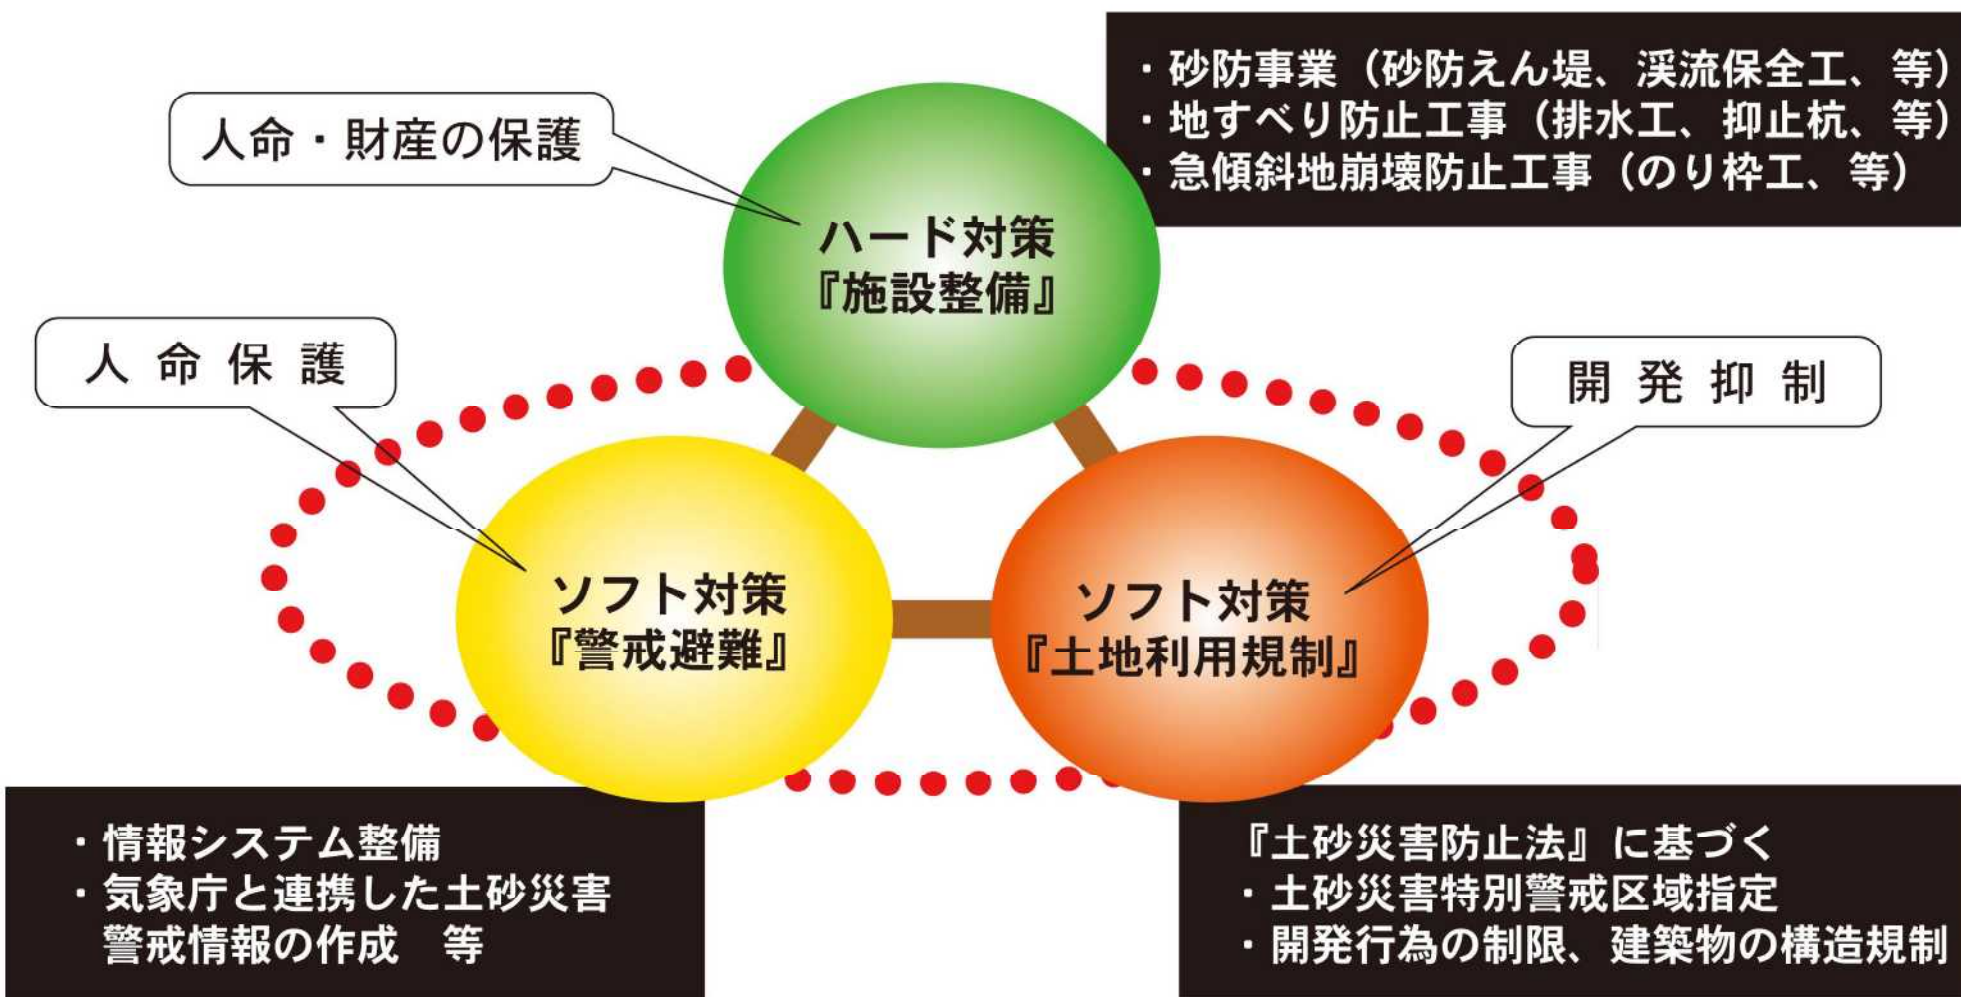 ・砂防事業（砂防えん堤、渓流保全工、等）
・地すべり防止工事（排水工、抑止杭、等）
・急傾斜地崩壊防止工事（のり枠工、等）
人命・財産の保護
ハード対策
『施設整備』
人命保護
開発抑制
ソフト対策
『警戒避難』
ソフト対策
『土地利用規制』
・情報システム整備
・気象庁と連携した土砂災害
警戒情報の作成　等
『土砂災害防止法』に基づく
・土砂災害特別警戒区域指定
・開発行為の制限、建築物の構造規制